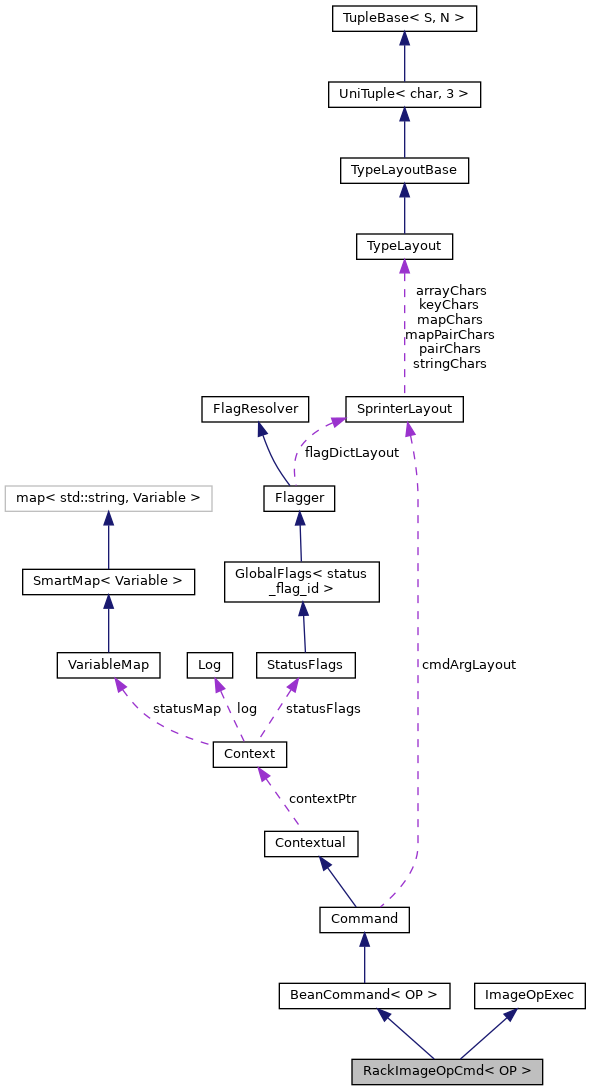 TupleBase< S, N >
UniTuple< char, 3 >
TypeLayoutBase
TypeLayout
arrayChars
keyChars
mapChars
mapPairChars
pairChars
stringChars
FlagResolver
SprinterLayout
flagDictLayout
map< std::string, Variable >
Flagger
SmartMap< Variable >
GlobalFlags< status
_flag_id >
VariableMap
Log
StatusFlags
cmdArgLayout
statusMap
log
statusFlags
Context
contextPtr
Contextual
Command
BeanCommand< OP >
ImageOpExec
RackImageOpCmd< OP >